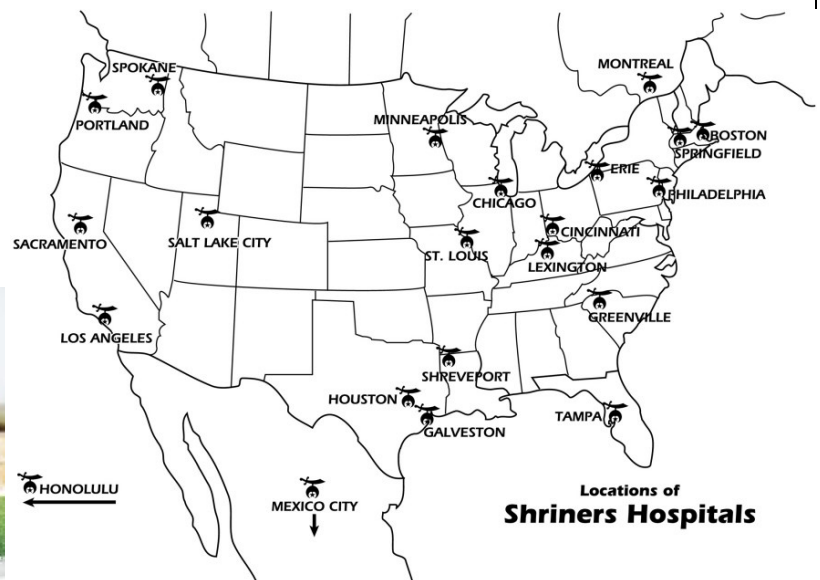 SPOKANE
PORTLAND
MINNEAPOLIS
MONTREAL
BOSTON
SPRINGFIELD
ERIE
PHILADELPHIA
CHICAGO
SACRAMENTO
SALT LAKE CITY
ST. LOUIS
CINCINNATI
LEXINGTON
GREENVILLE
LOS ANGELES
SHREVEPORT
HOUSTON
GALVESTON
TAMPA
HONOLULU
MEXICO CITY
Locations of
Shriners Hospitals